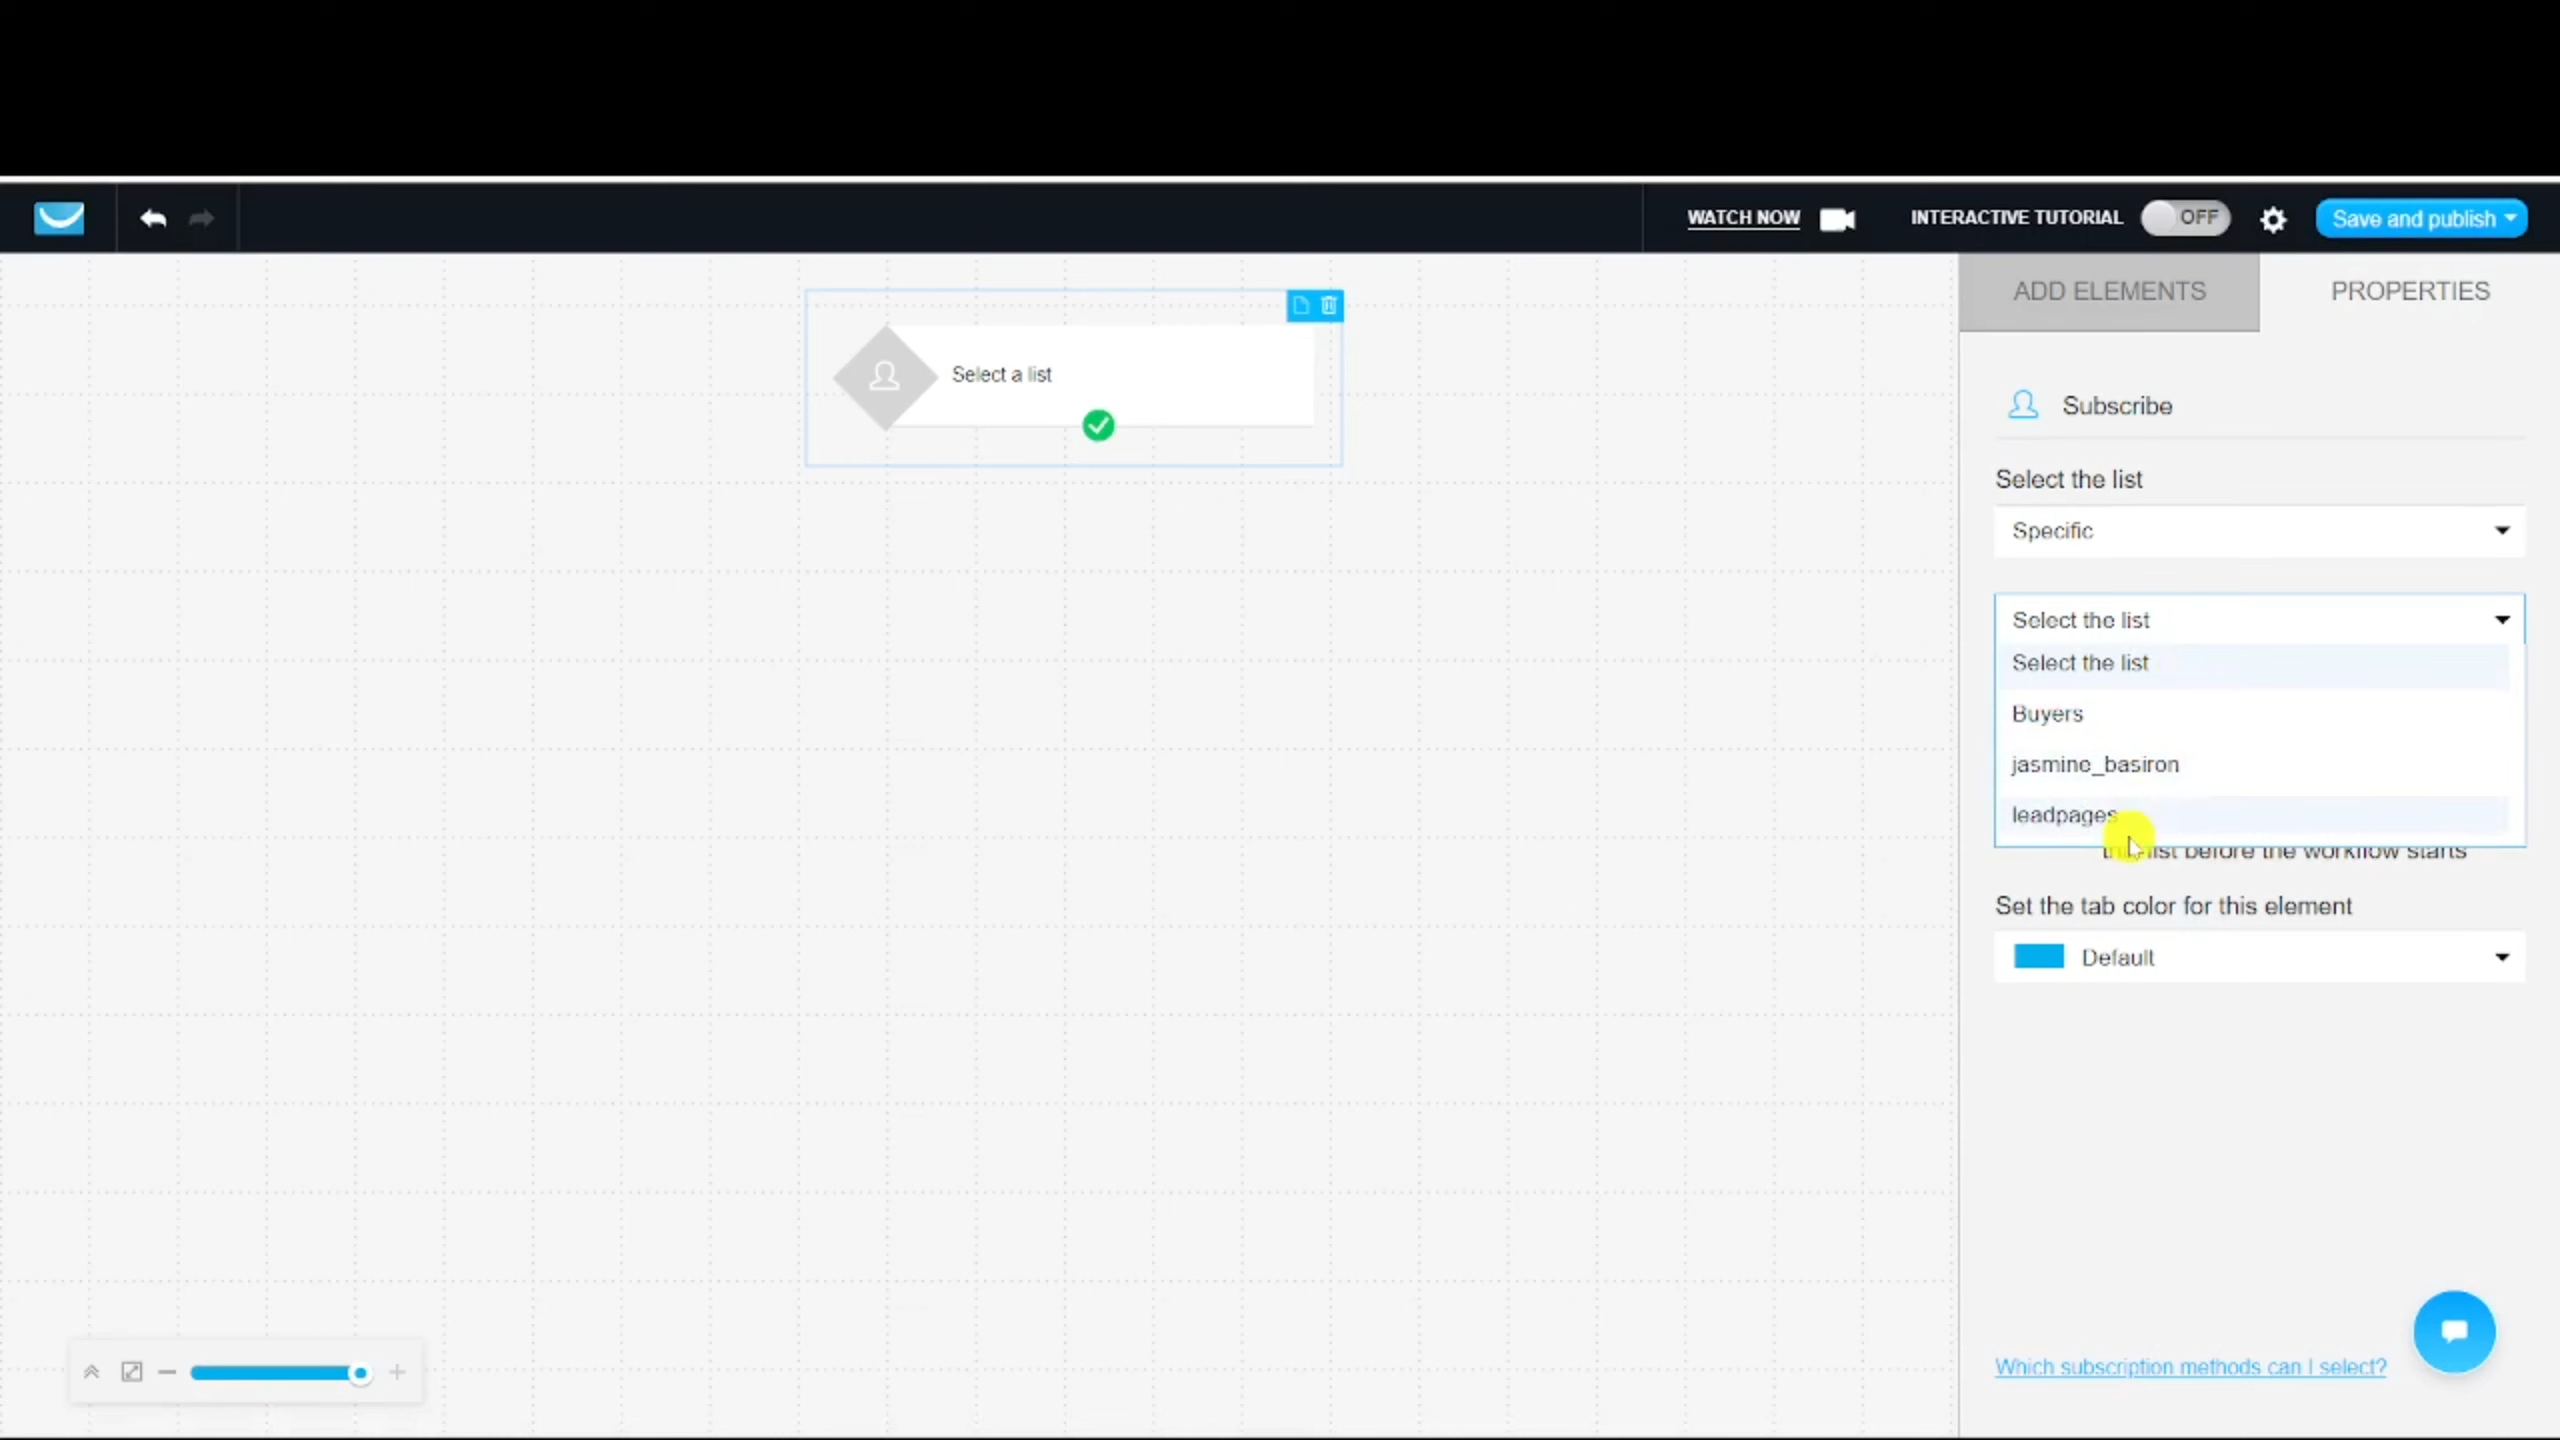 WATCH NOW
INTERACTIVE TUTORIAL OFF
Save and publish
ADD ELEMENTS
PROPERTIES
Select a list
Subscribe
Select the list
Specific
Select the list
Select the list
Buyers
jasmine_basiron
leadpages
list before the workflow starts
Set the tab color for this element
Default
Which subscription methods can I select?